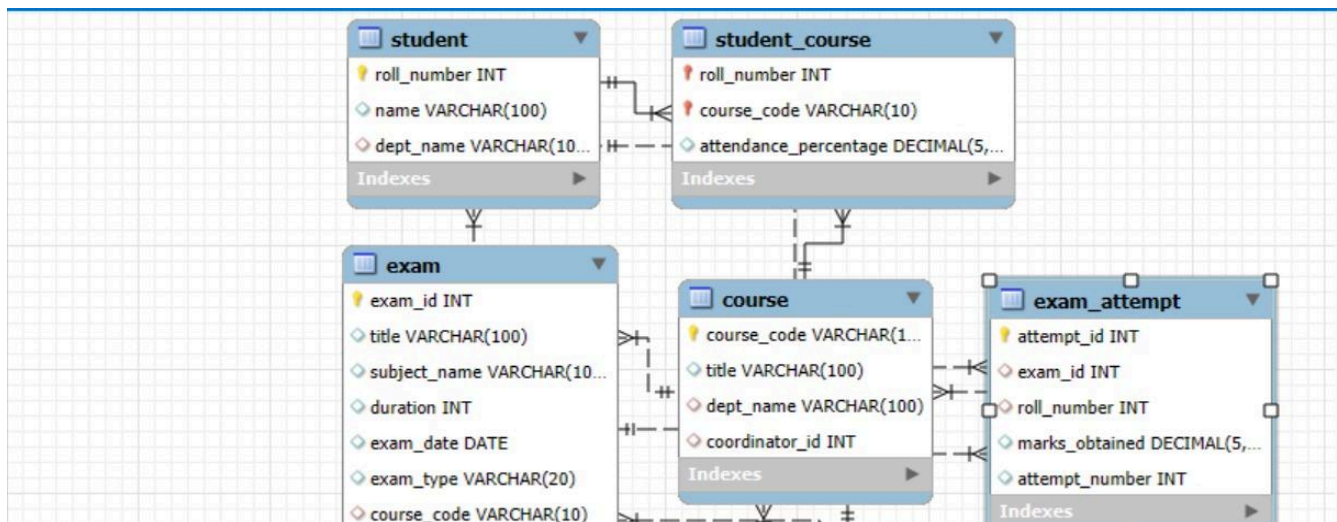 student
roll_number INT
name VARCHAR(100)
dept_name VARCHAR(10...
Indexes
student_course
roll_number INT
course_code VARCHAR(10)
attendance_percentage DECIMAL(5,...
Indexes
exam
exam_id INT
title VARCHAR(100)
subject_name VARCHAR(10...
duration INT
exam_date DATE
exam_type VARCHAR(20)
course_code VARCHAR(10)
course
course_code VARCHAR(1...
title VARCHAR(100)
dept_name VARCHAR(100)
coordinator_id INT
Indexes
exam_attempt
attempt_id INT
exam_id INT
roll_number INT
marks_obtained DECIMAL(5,...
attempt_number INT
Indexes